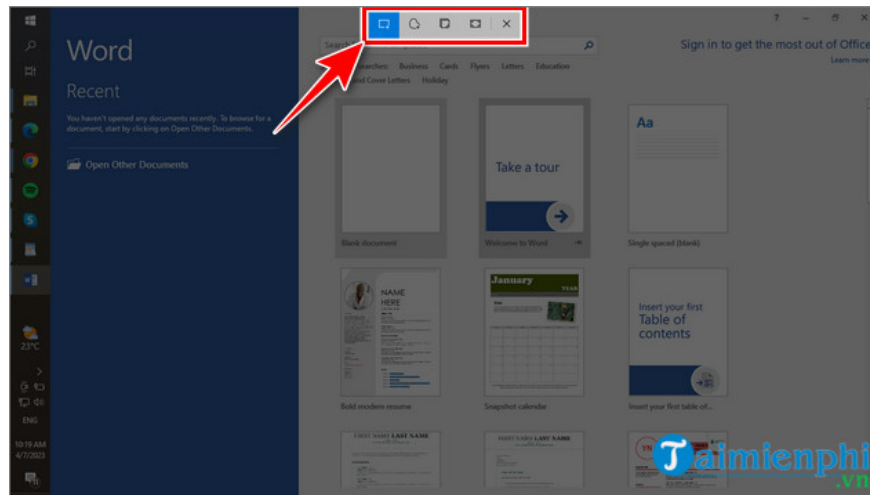 Word
Recent
You haven't opened any documents recently. To browse for a
document, start by clicking on Open Other Documents.
Open Other Documents
Sign in to get the most out of Office
Learn more
Business Cards Flyers Letters Education
and Cover Letters Holiday
Take a tour
Aa
Blank document
Welcome to Word
Single spaced (blank)
NAME
HERE
January
YEAR
Insert your first
Table of
contents
Bold modern resume
Snapshot calendar
Insert your first table of...
FIRST NAME LAST NAME
FIRST NAME LAST NAME
YN
23°C
ENG
10:19 AM
4/7/2023
Taimienphi
.vn